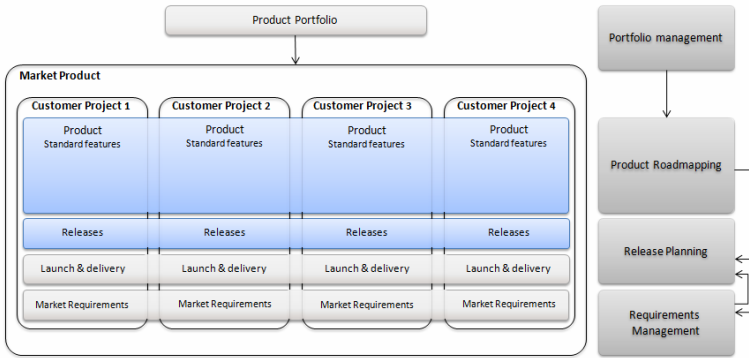 Product Portfolio
Portfolio management
Market Product
Customer Project 1
Customer Project 2
Customer Project 3
Customer Project 4
Product
Standard features
Product
Standard features
Product
Standard features
Product
Standard features
Product Roadmapping
Releases
Releases
Releases
Releases
Release Planning
Launch & delivery
Launch & delivery
Launch & delivery
Launch & delivery
Market Requirements
Market Requirements
Market Requirements
Market Requirements
Requirements
Management